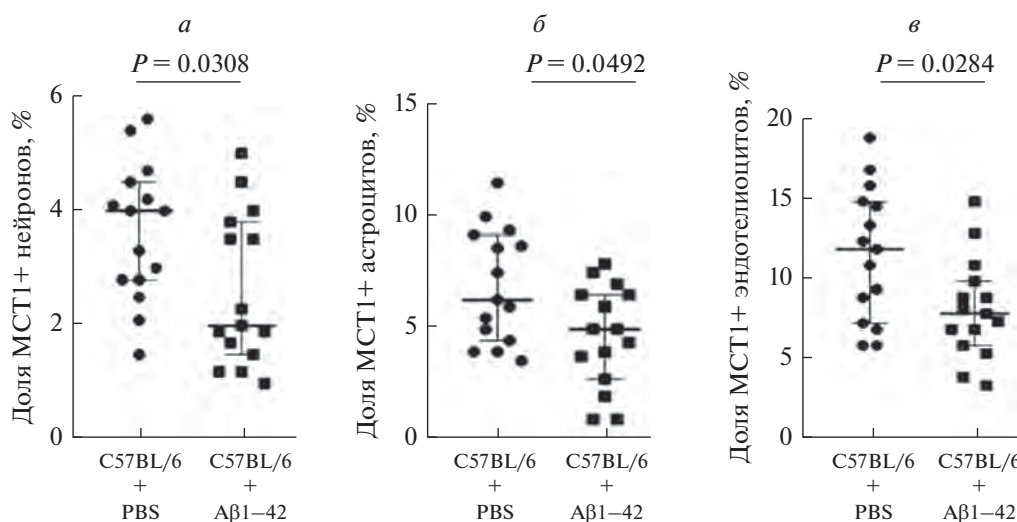 а
P = 0.0308
Доля MCT1+ нейронов, %
6
4
2
0
C57BL/6
+
PBS
C57BL/6
+
Aβ1–42
б
P = 0.0492
Доля MCT1+ астроцитов, %
15
10
5
0
C57BL/6
+
PBS
C57BL/6
+
Aβ1–42
в
P = 0.0284
Доля MCT1+ эндотелиоцитов, %
20
15
10
5
0
C57BL/6
+
PBS
C57BL/6
+
Aβ1–42